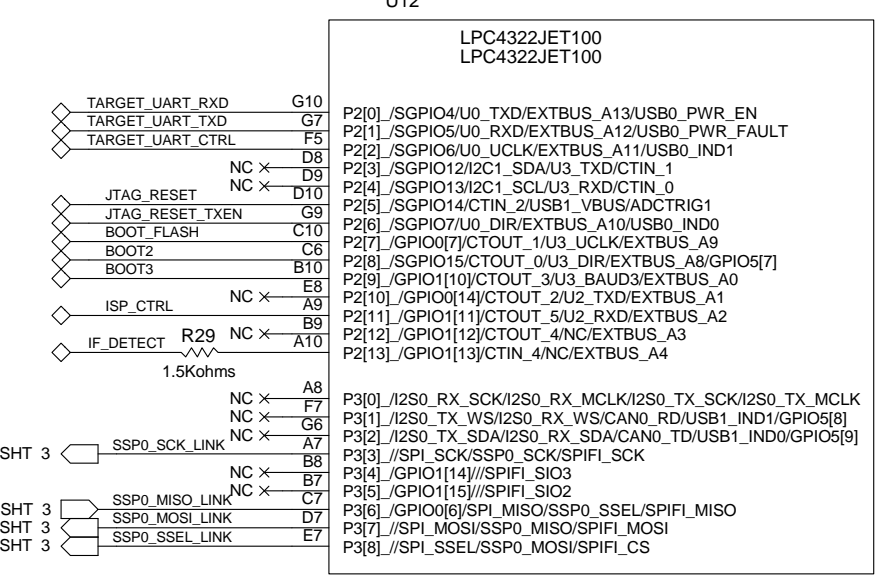 U12
LPC4322JET100
LPC4322JET100
TARGET_UART_RXD G10 P2[0]_/SGPIO4/U0_TXD/EXTBUS_A13/USB0_PWR_EN
TARGET_UART_TXD G7 P2[1]_/SGPIO5/U0_RXD/EXTBUS_A12/USB0_PWR_FAULT
TARGET_UART_CTRL F5 P2[2]_/SGPIO6/U0_UCLK/EXTBUS_A11/USB0_IND1
NC D8 P2[3]_/SGPIO12/I2C1_SDA/U3_TXD/CTIN_1
NC D9 P2[4]_/SGPIO13/I2C1_SCL/U3_RXD/CTIN_0
JTAG_RESET D10 P2[5]_/SGPIO14/CTIN_2/USB1_VBUS/ADCTRIG1
JTAG_RESET_TXEN G9 P2[6]_/SGPIO7/U0_DIR/EXTBUS_A10/USB0_IND0
BOOT_FLASH C10 P2[7]_/GPIO0[7]/CTOUT_1/U3_UCLK/EXTBUS_A9
BOOT2 C6 P2[8]_/SGPIO15/CTOUT_0/U3_DIR/EXTBUS_A8/GPIO5[7]
BOOT3 B10 P2[9]_/GPIO1[10]/CTOUT_3/U3_BAUD3/EXTBUS_A0
NC E8 P2[10]_/GPIO0[14]/CTOUT_2/U2_TXD/EXTBUS_A1
ISP_CTRL A9 P2[11]_/GPIO1[11]/CTOUT_5/U2_RXD/EXTBUS_A2
NC B9 P2[12]_/GPIO1[12]/CTOUT_4/NC/EXTBUS_A3
IF_DETECT R29 A10 P2[13]_/GPIO1[13]/CTIN_4/NC/EXTBUS_A4
1.5Kohms
NC A8 P3[0]_/I2S0_RX_SCK/I2S0_RX_MCLK/I2S0_TX_SCK/I2S0_TX_MCLK
NC F7 P3[1]_/I2S0_TX_WS/I2S0_RX_WS/CAN0_RD/USB1_IND1/GPIO5[8]
NC G6 P3[2]_/I2S0_TX_SDA/I2S0_RX_SDA/CAN0_TD/USB1_IND0/GPIO5[9]
SHT 3 SSP0_SCK_LINK A7 P3[3]_//SPI_SCK/SSP0_SCK/SPIFI_SCK
NC B8 P3[4]_/GPIO1[14]///SPIFI_SIO3
NC B7 P3[5]_/GPIO1[15]///SPIFI_SIO2
SHT 3 SSP0_MISO_LINK C7 P3[6]_/GPIO0[6]/SPI_MISO/SSP0_SSEL/SPIFI_MISO
SHT 3 SSP0_MOSI_LINK D7 P3[7]_//SPI_MOSI/SSP0_MISO/SPIFI_MOSI
SHT 3 SSP0_SSEL_LINK E7 P3[8]_//SPI_SSEL/SSP0_MOSI/SPIFI_CS